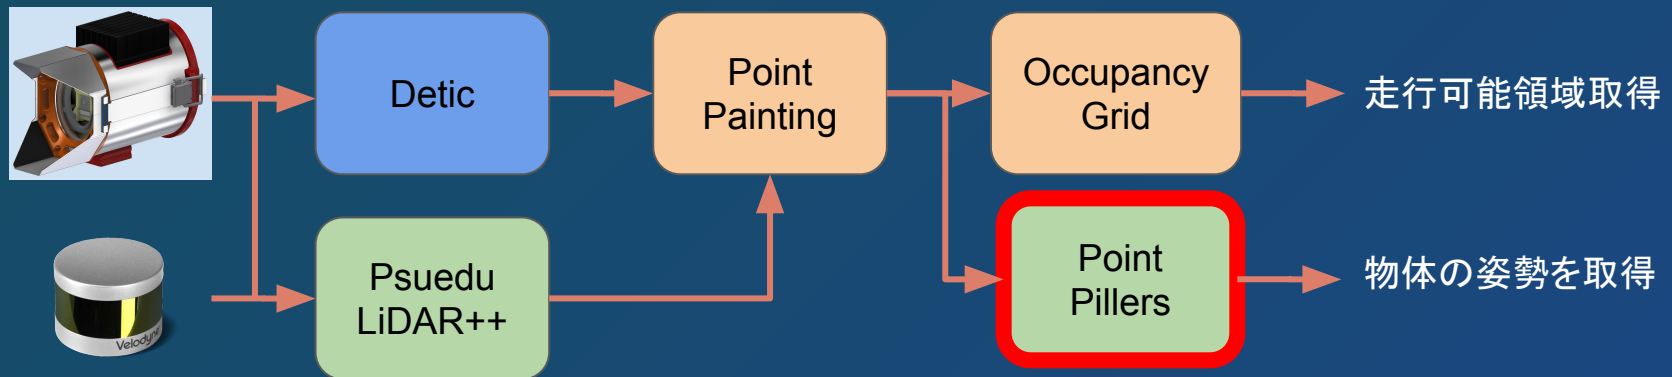 Detic
Point
Painting
Occupancy
Grid
走行可能領域取得
Psuedu
LiDAR++
Point
Pillers
物体の姿勢を取得
Velodyne